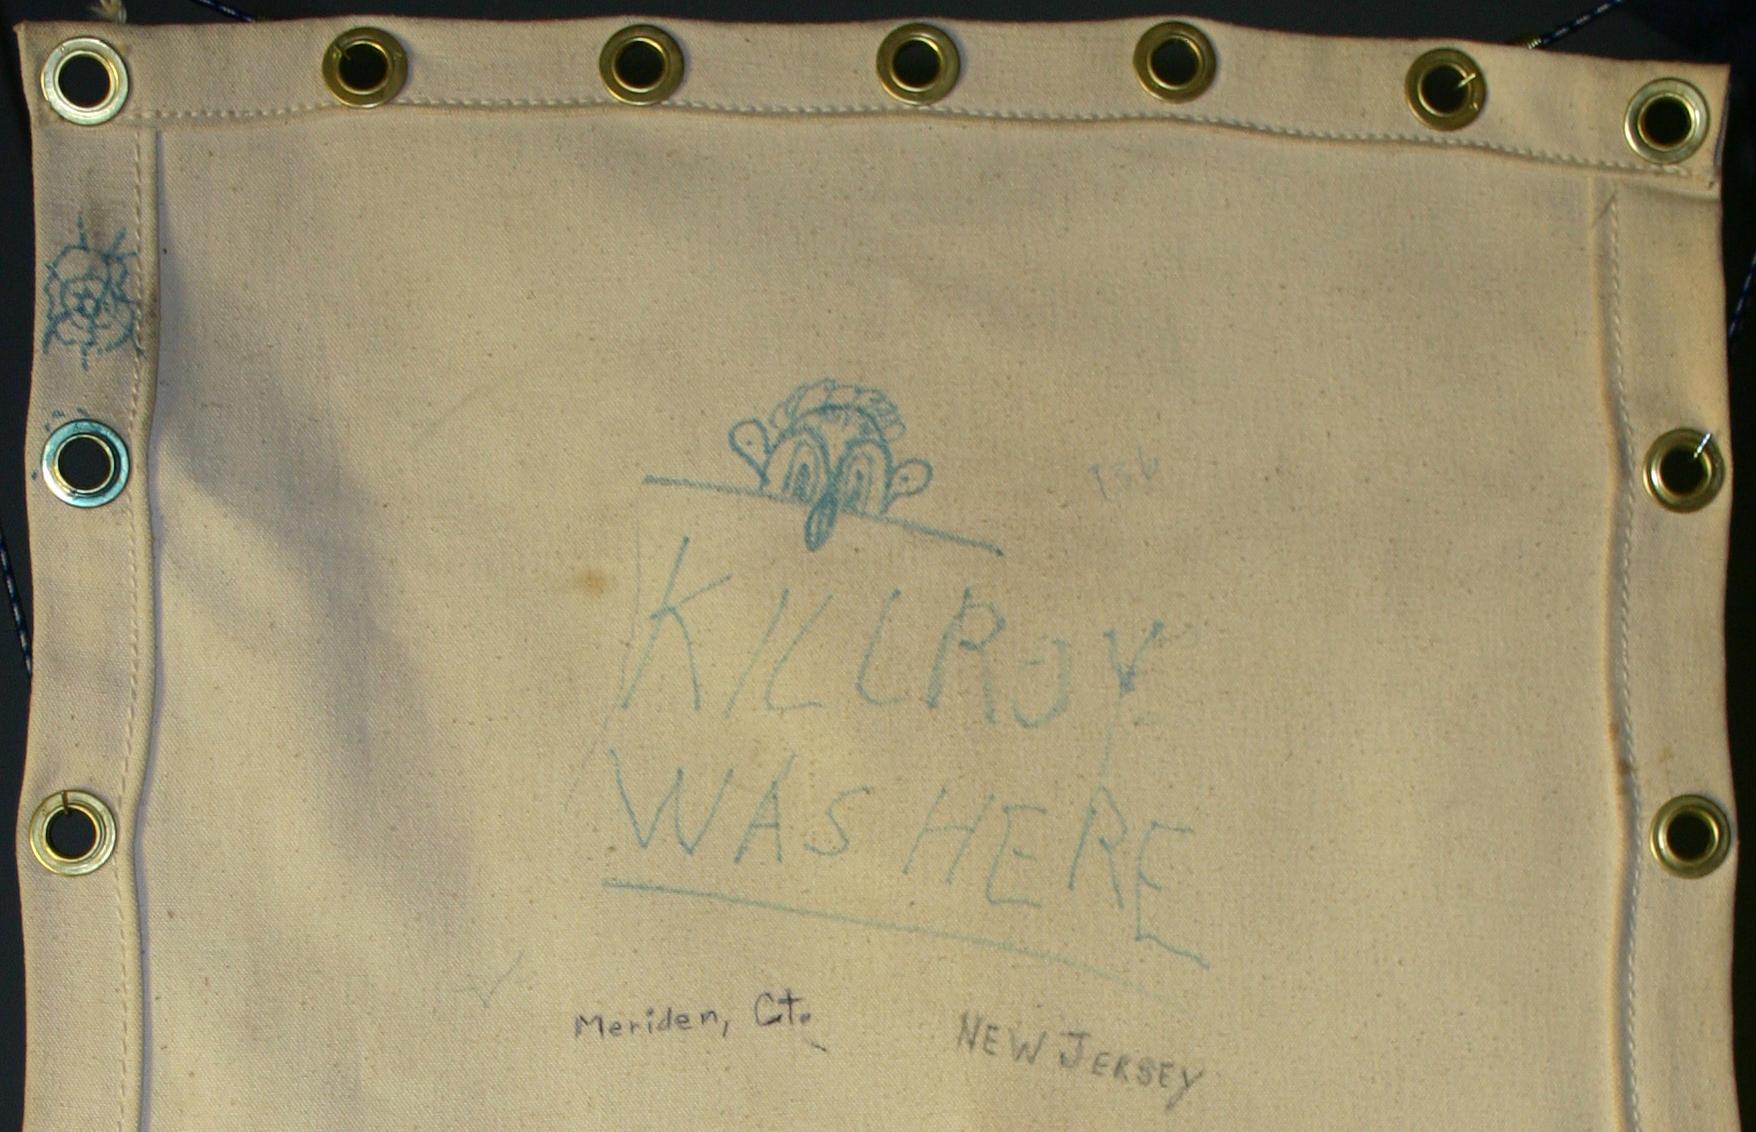 KILLROY
WAS HERE
Meriden, Ct.
NEW JERSEY